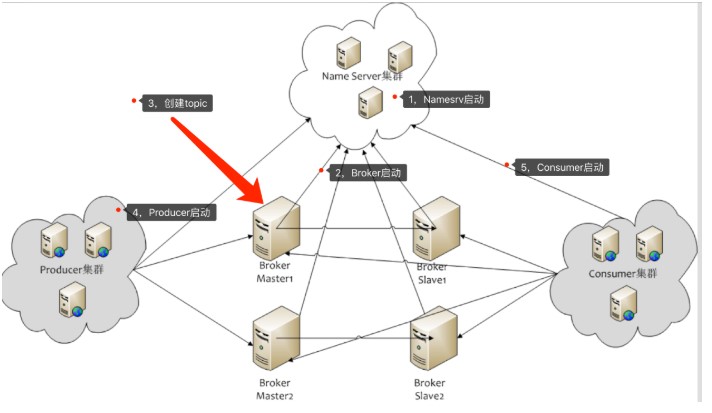 Name Server集群
3，创建topic
1，Namesrv启动
2，Broker启动
5，Consumer启动
4，Producer启动
Producer集群
Broker
Master1
Broker
Slave1
Consumer集群
Broker
Master2
Broker
Slave2